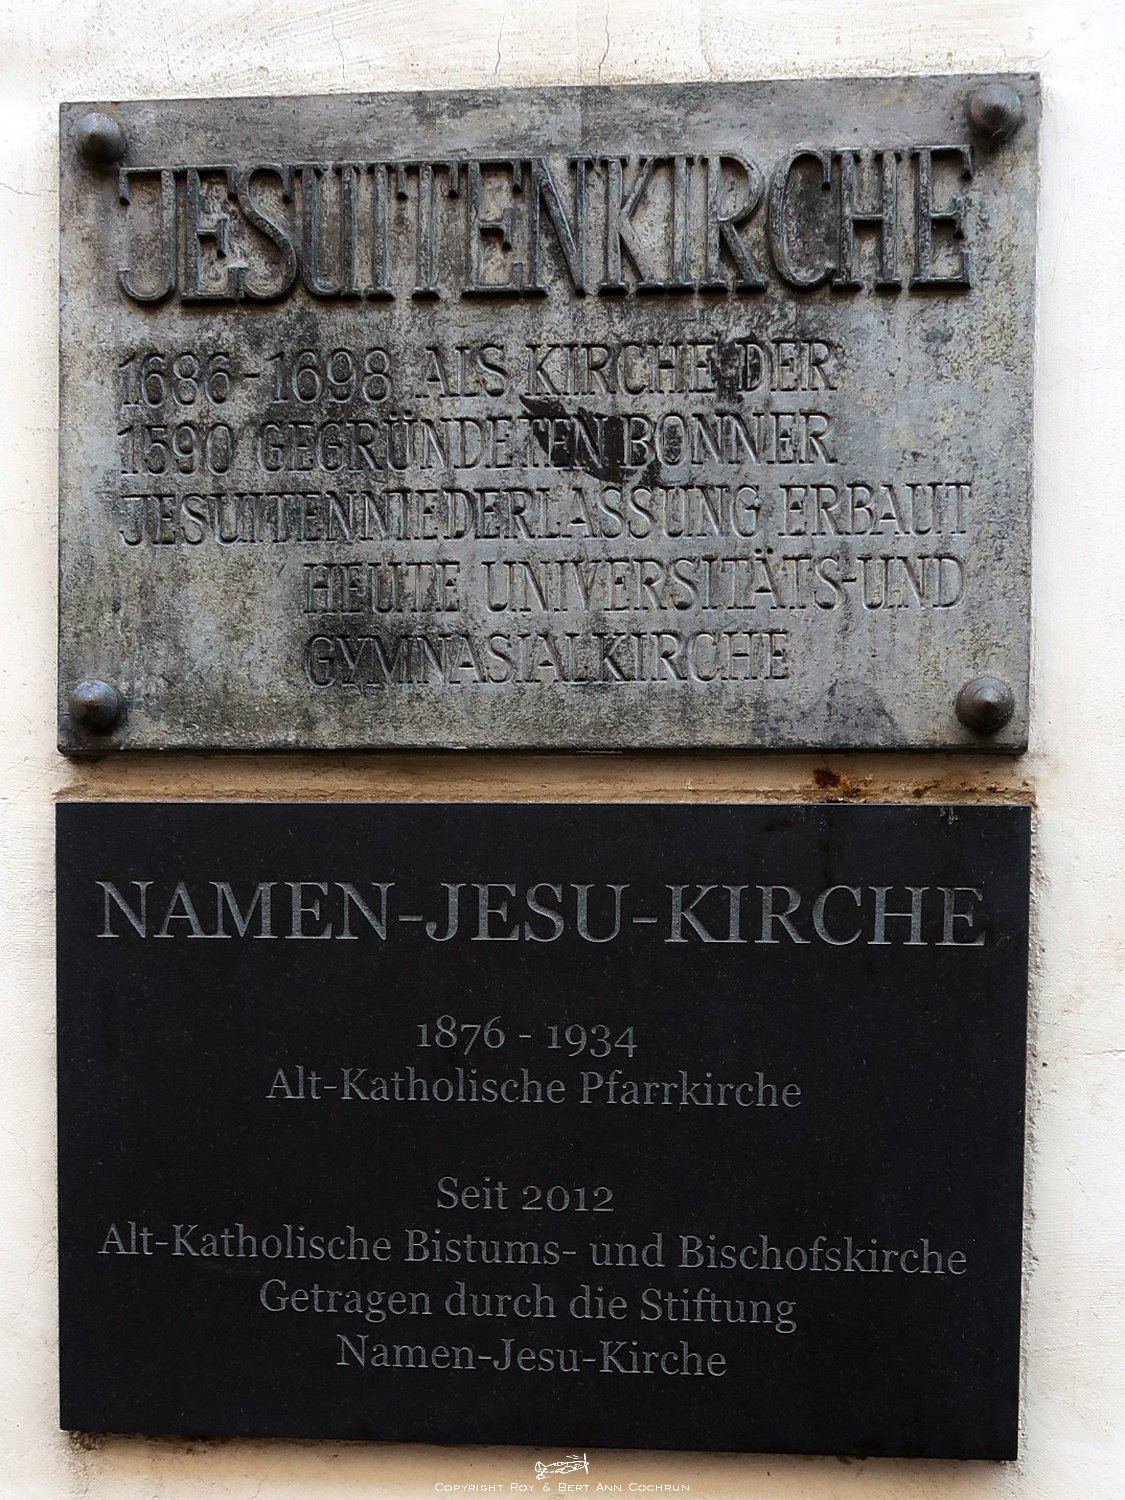 JESUITENKIRCHE
1686-1698 ALS KIRCHE DER
1590 GEGRÜNDETEN BONNER
JESUITENNIEDERLASSUNG ERBAUT
HEUTE UNIVERSITÄTS-UND
GYMNASIALKIRCHE
NAMEN-JESU-KIRCHE
1876 - 1934
Alt-Katholische Pfarrkirche
Seit 2012
Alt-Katholische Bistums- und Bischofskirche
Getragen durch die Stiftung
Namen-Jesu-Kirche
Copyright Roy & Bert Ann Cochrun